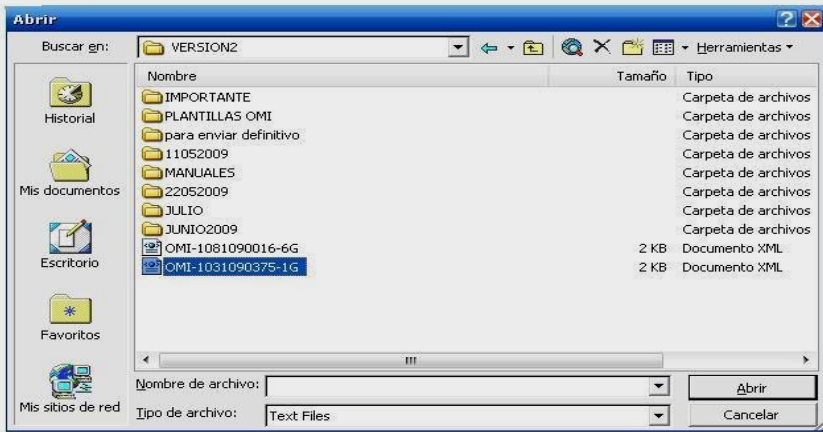 Abrir
Buscar en: VERSION2 Herramientas
Historial
Mis documentos
Escritorio
Favoritos
Mis sitios de red
Nombre Tamaño Tipo
IMPORTANTE Carpeta de archivos
PLANTILLAS OMI Carpeta de archivos
para enviar definitivo Carpeta de archivos
11052009 Carpeta de archivos
MANUALES Carpeta de archivos
22052009 Carpeta de archivos
JULIO Carpeta de archivos
JUNIO2009 Carpeta de archivos
OMI-1081090016-6G 2 KB Documento XML
OMI-1031090375-1G 2 KB Documento XML
Nombre de archivo: Abrir
Tipo de archivo: Text Files Cancelar